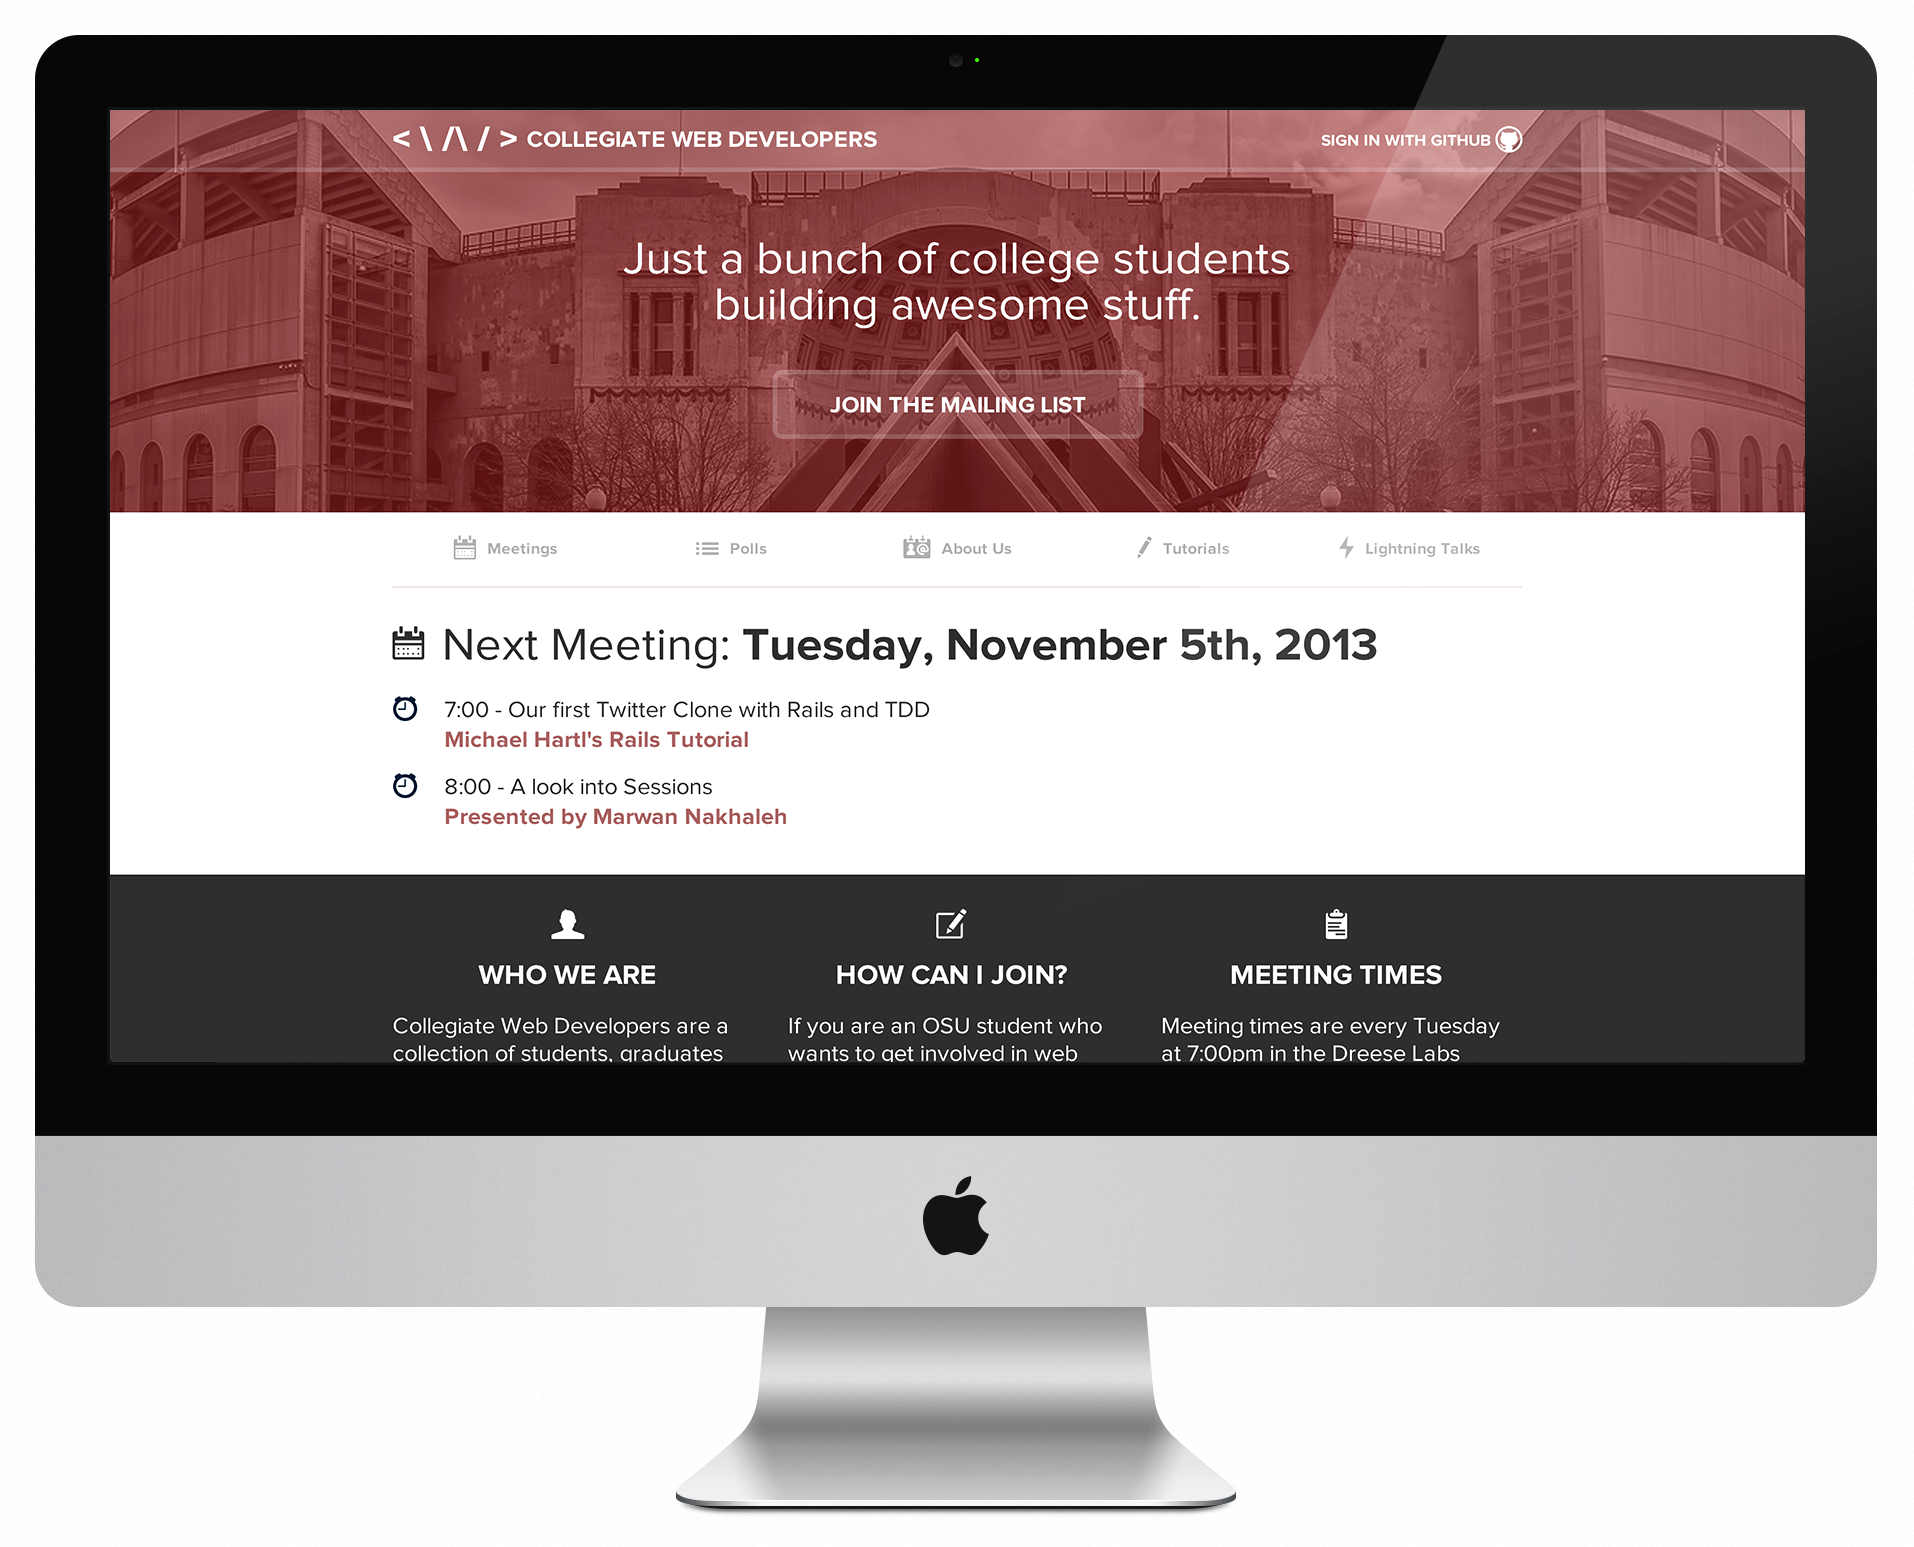 <\/\/> COLLEGIATE WEB DEVELOPERS
SIGN IN WITH GITHUB
Just a bunch of college students
building awesome stuff.
JOIN THE MAILING LIST
Meetings
Polls
About Us
Tutorials
Lightning Talks
Next Meeting: Tuesday, November 5th, 2013
7:00 - Our first Twitter Clone with Rails and TDD
Michael Hartl's Rails Tutorial
8:00 - A look into Sessions
Presented by Marwan Nakhaleh
WHO WE ARE
Collegiate Web Developers are a
collection of students, graduates
HOW CAN I JOIN?
If you are an OSU student who
wants to get involved in web
MEETING TIMES
Meeting times are every Tuesday
at 7:00pm in the Dreese Labs